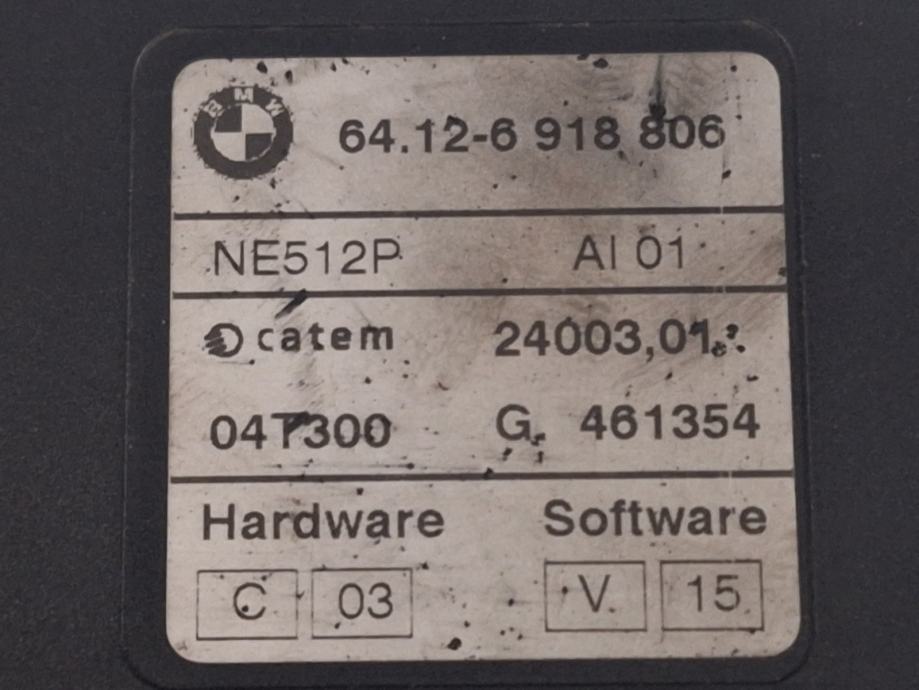 BMW
64.12-6 918 806
NE512P AI 01
catem 24003,01
04T300 G. 461354
Hardware Software
C 03 V 15